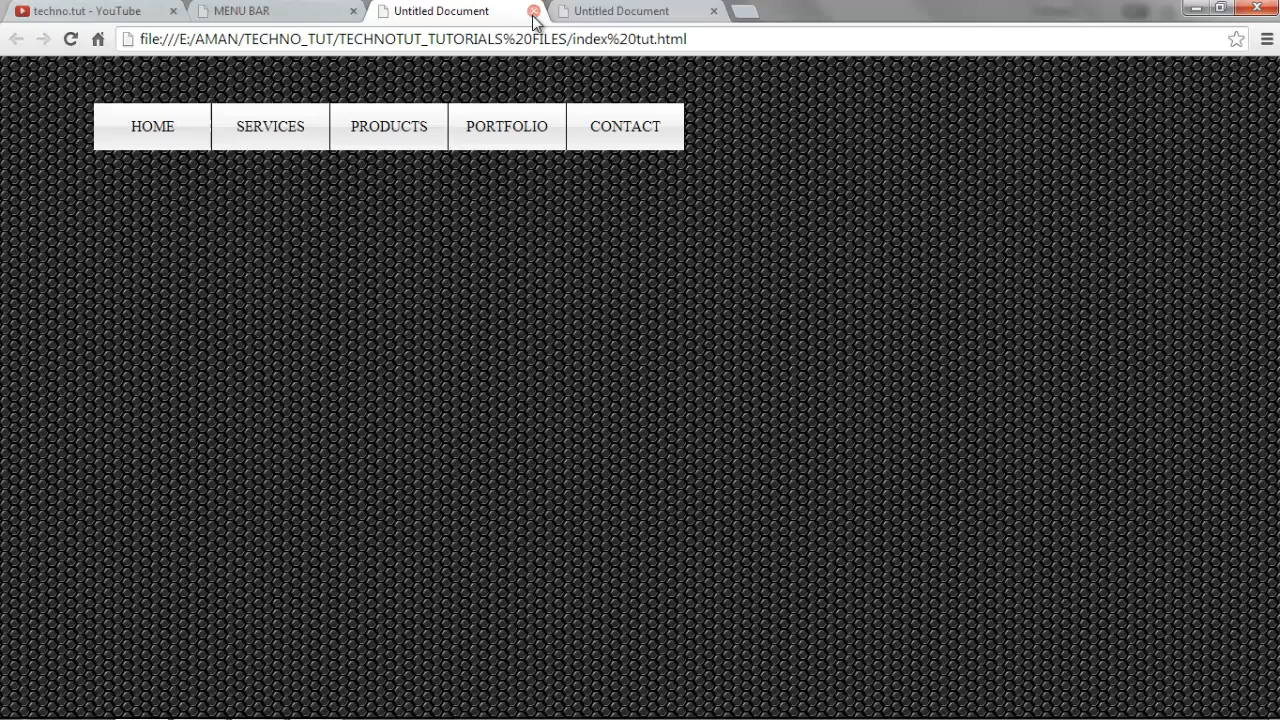 techno.tut - YouTube MENU BAR Untitled Document Untitled Document
file:///E:/AMAN/TECHNO_TUT/TECHNOTUT_TUTORIALS%20FILES/index%20tut.html
HOME SERVICES PRODUCTS PORTFOLIO CONTACT